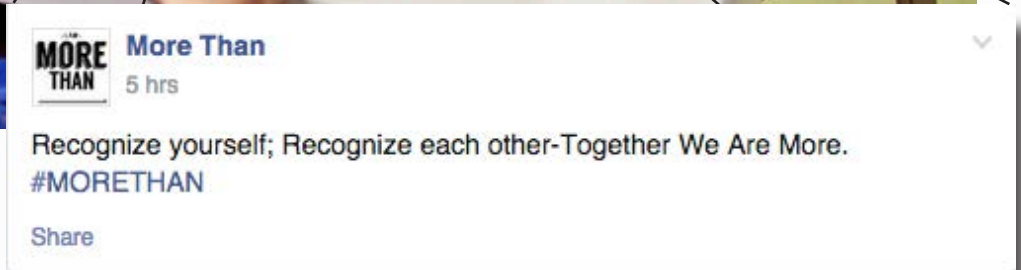 MORE
THAN
More Than
5 hrs
Recognize yourself; Recognize each other-Together We Are More.
#MORETHAN
Share